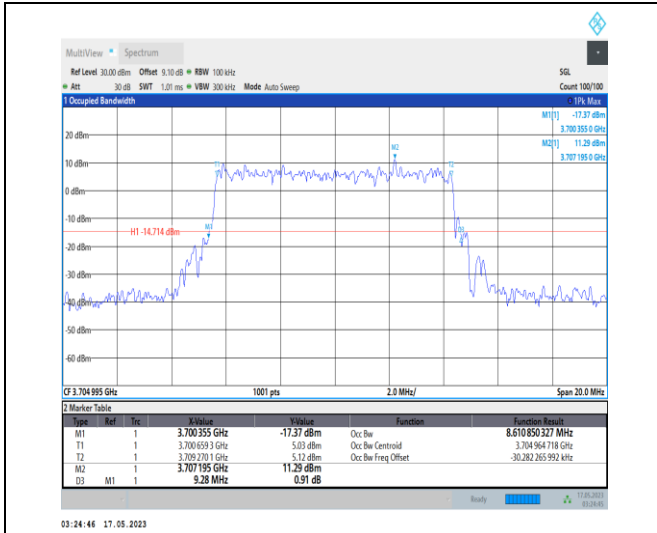 MultiView Spectrum
Ref Level 30.00 dBm Offset 9.10 dB RBW 100 kHz SGL
Att 30 dB SWT 1.01 ms VBW 300 kHz Mode Auto Sweep Count 100/100
1 Occupied Bandwidth 1Pk Max
M1[1] -17.37 dBm
3.700 355 0 GHz
M2[1] 11.29 dBm
3.707 195 0 GHz
20 dBm
M2
10 dBm
T1 T2
0 dBm
-10 dBm
H1 -14.714 dBm M1
D3
-20 dBm
-30 dBm
-40 dBm
-50 dBm
-60 dBm
CF 3.704 995 GHz 1001 pts 2.0 MHz/ Span 20.0 MHz
2 Marker Table
Type Ref Trc X-Value Y-Value Function Function Result
M1 1 3.700 355 GHz -17.37 dBm Occ Bw 8.610 850 327 MHz
T1 1 3.700 659 3 GHz 5.03 dBm Occ Bw Centroid 3.704 964 718 GHz
T2 1 3.709 270 1 GHz 5.12 dBm Occ Bw Freq Offset -30.282 265 992 kHz
M2 1 3.707 195 GHz 11.29 dBm
D3 M1 1 9.28 MHz 0.91 dB
Ready 17.05.2023
03:24:45
03:24:46 17.05.2023